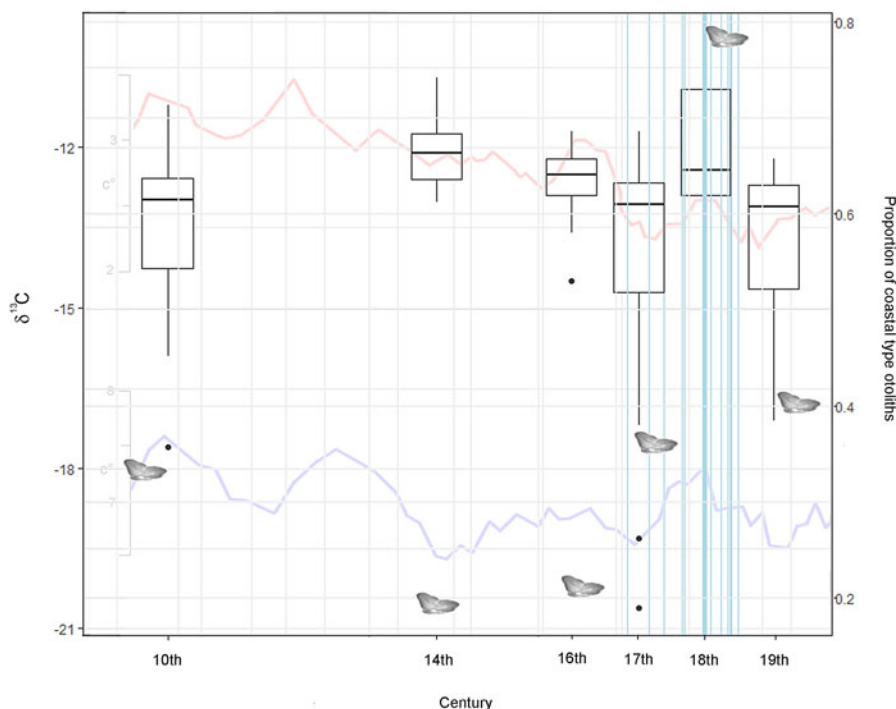 0.8
-12
3
c°
0.6
2
δ ¹³C
-15
Proportion of coastal type otoliths
8
0.4
c°
-18
7
0.2
-21
10th 14th 16th 17th 18th 19th
Century